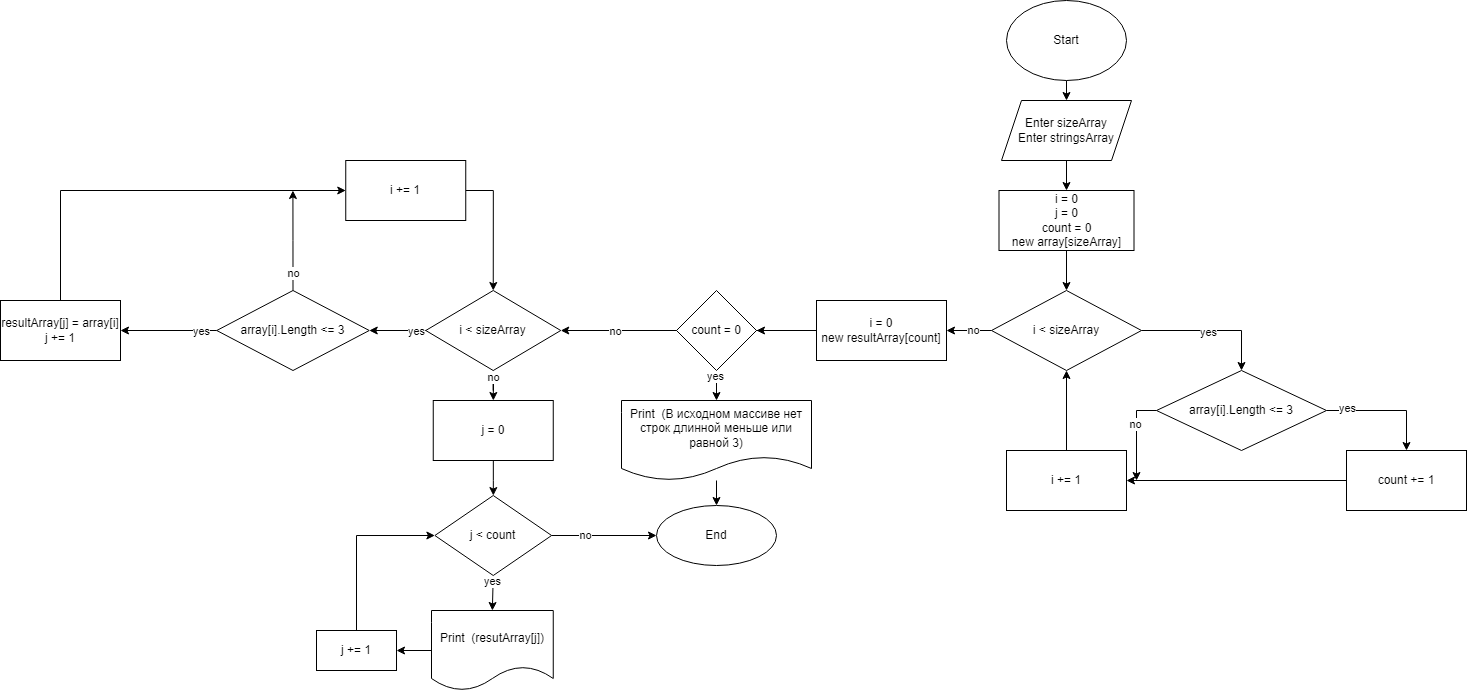 Start
Enter sizeArray
Enter stringsArray
i = 0
j = 0
count = 0
new array[sizeArray]
i < sizeArray
yes
no
array[i].Length <= 3
yes
no
count += 1
i += 1
i = 0
new resultArray[count]
count = 0
no
yes
Print (В исходном массиве нет
строк длинной меньше или
равной 3)
End
i < sizeArray
yes
no
array[i].Length <= 3
yes
no
resultArray[j] = array[i]
j += 1
i += 1
j = 0
j < count
no
yes
Print (resutArray[j])
j += 1